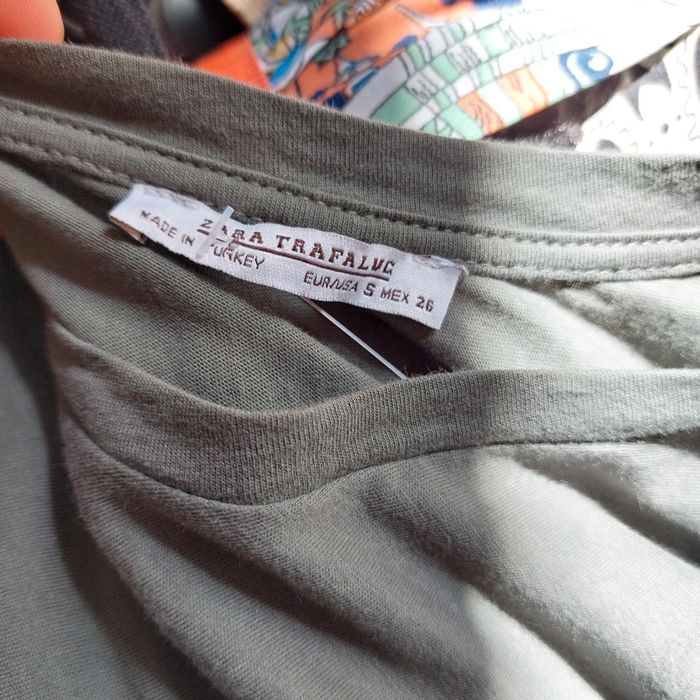 ZARA TRAFALUC
MADE IN TURKEY
EUR/USA S MEX 26